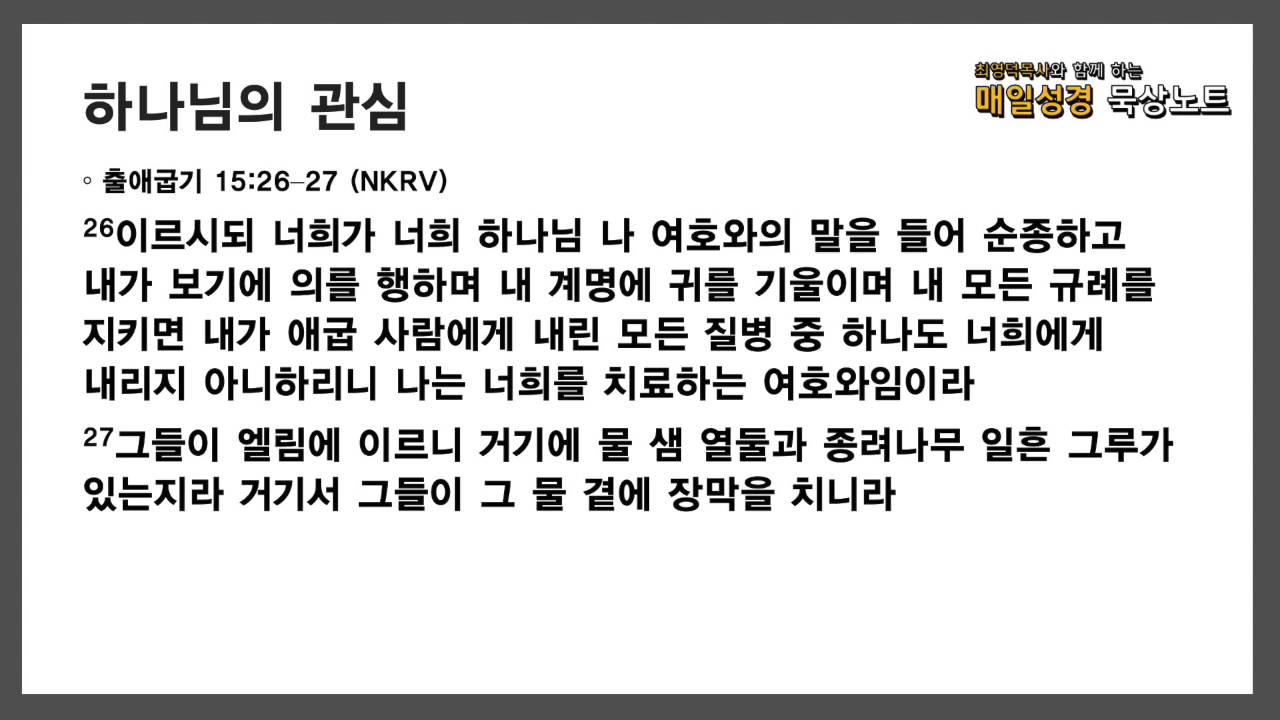 하나님의 관심
최영덕목사와 함께 하는
매일성경 묵상노트
◦ 출애굽기 15:26–27 (NKRV)
²⁶이르시되 너희가 너희 하나님 나 여호와의 말을 들어 순종하고
내가 보기에 의를 행하며 내 계명에 귀를 기울이며 내 모든 규례를
지키면 내가 애굽 사람에게 내린 모든 질병 중 하나도 너희에게
내리지 아니하리니 나는 너희를 치료하는 여호와임이라
²⁷그들이 엘림에 이르니 거기에 물 샘 열둘과 종려나무 일흔 그루가
있는지라 거기서 그들이 그 물 곁에 장막을 치니라